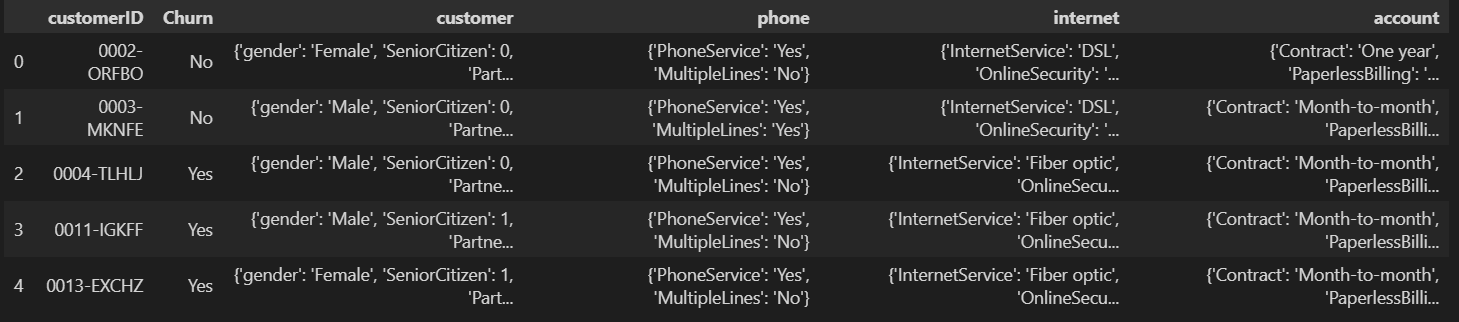 customerID Churn customer phone internet account
0 0002-ORFBO No {'gender': 'Female', 'SeniorCitizen': 0, 'Part... {'PhoneService': 'Yes', 'MultipleLines': 'No'} {'InternetService': 'DSL', 'OnlineSecurity': '... {'Contract': 'One year', 'PaperlessBilling': '...
1 0003-MKNFE No {'gender': 'Male', 'SeniorCitizen': 0, 'Partne... {'PhoneService': 'Yes', 'MultipleLines': 'Yes'} {'InternetService': 'DSL', 'OnlineSecurity': '... {'Contract': 'Month-to-month', 'PaperlessBilli...
2 0004-TLHLJ Yes {'gender': 'Male', 'SeniorCitizen': 0, 'Partne... {'PhoneService': 'Yes', 'MultipleLines': 'No'} {'InternetService': 'Fiber optic', 'OnlineSecu... {'Contract': 'Month-to-month', 'PaperlessBilli...
3 0011-IGKFF Yes {'gender': 'Male', 'SeniorCitizen': 1, 'Partne... {'PhoneService': 'Yes', 'MultipleLines': 'No'} {'InternetService': 'Fiber optic', 'OnlineSecu... {'Contract': 'Month-to-month', 'PaperlessBilli...
4 0013-EXCHZ Yes {'gender': 'Female', 'SeniorCitizen': 1, 'Part... {'PhoneService': 'Yes', 'MultipleLines': 'No'} {'InternetService': 'Fiber optic', 'OnlineSecu... {'Contract': 'Month-to-month', 'PaperlessBilli...